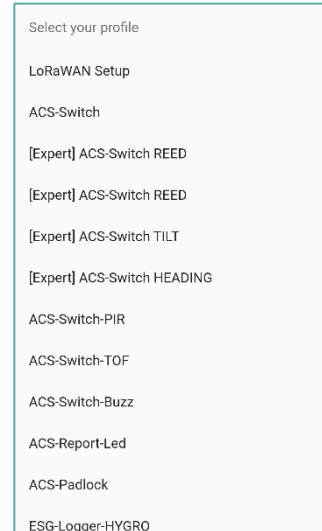 Select your profile
LoRaWAN Setup
ACS-Switch
[Expert] ACS-Switch REED
[Expert] ACS-Switch REED
[Expert] ACS-Switch TILT
[Expert] ACS-Switch HEADING
ACS-Switch-PIR
ACS-Switch-TOF
ACS-Switch-Buzz
ACS-Report-Led
ACS-Padlock
ESG-Logger-HYGRO